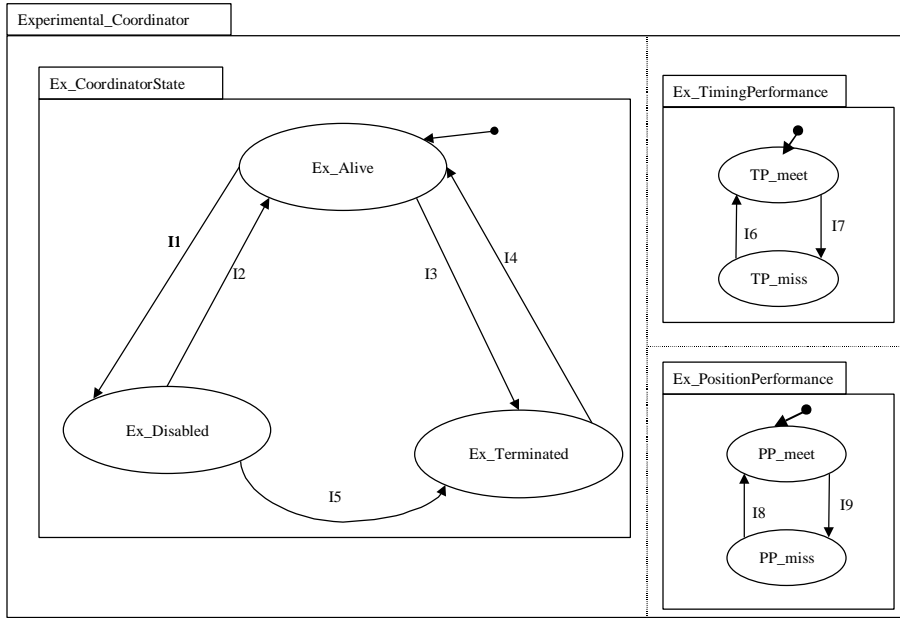 Experimental_Coordinator
Ex_CoordinatorState
Ex_Alive
I1
I2
I3
I4
Ex_Disabled
Ex_Terminated
I5
Ex_TimingPerformance
TP_meet
I6
I7
TP_miss
Ex_PositionPerformance
PP_meet
I8
I9
PP_miss